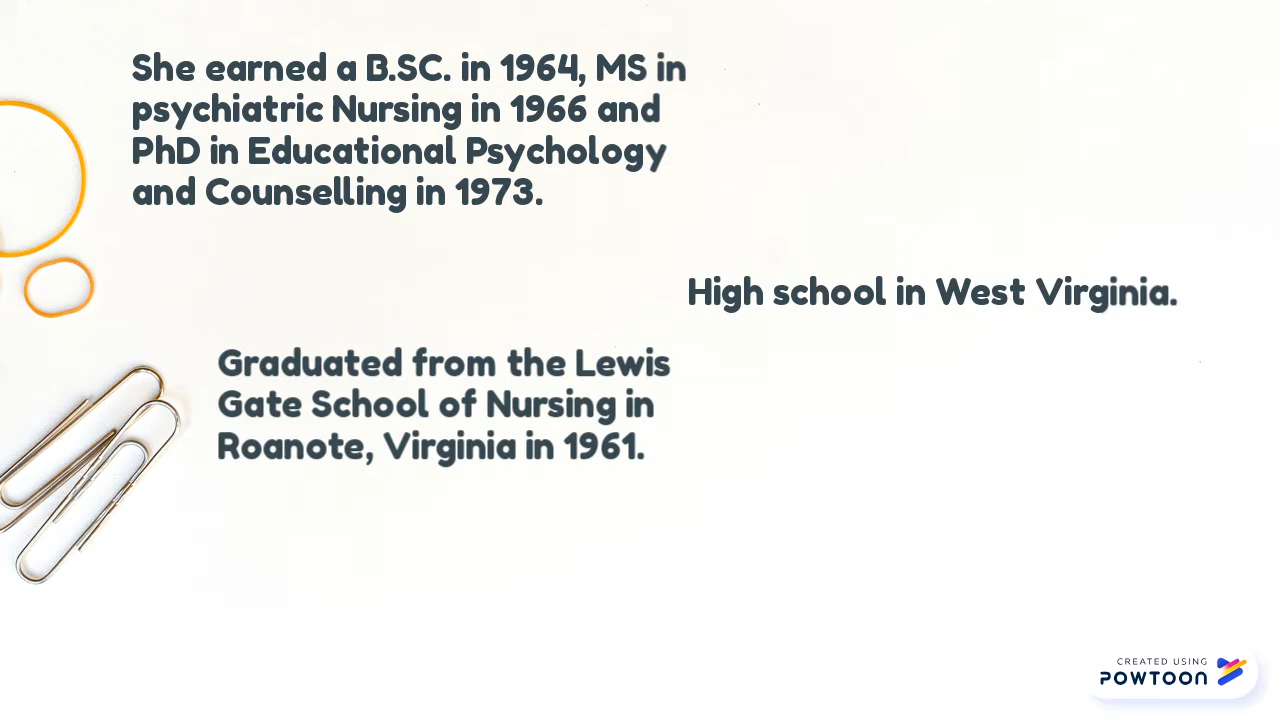 She earned a B.SC. in 1964, MS in
psychiatric Nursing in 1966 and
PhD in Educational Psychology
and Counselling in 1973.
High school in West Virginia.
Graduated from the Lewis
Gate School of Nursing in
Roanote, Virginia in 1961.
CREATED USING
POWTOON